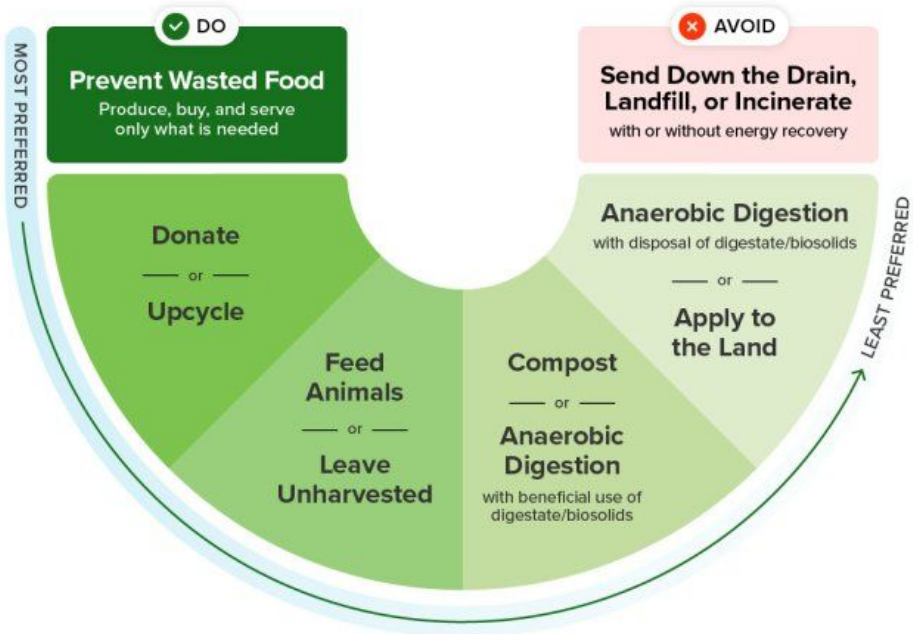 DO
Prevent Wasted Food
Produce, buy, and serve
only what is needed
AVOID
Send Down the Drain,
Landfill, or Incinerate
with or without energy recovery
MOST PREFERRED
Donate
or
Upcycle
Feed
Animals
or
Leave
Unharvested
Compost
or
Anaerobic
Digestion
with beneficial use of
digestate/biosolids
Anaerobic Digestion
with disposal of digestate/biosolids
or
Apply to
the Land
LEAST PREFERRED